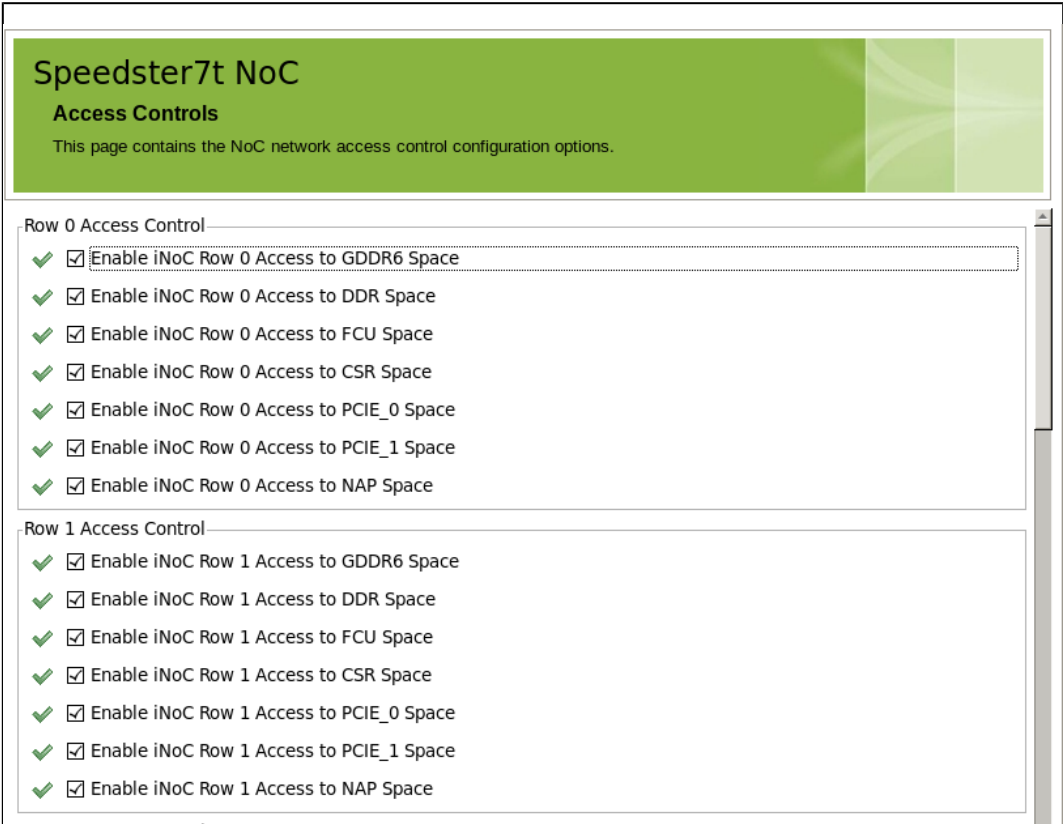 Speedster7t NoC
Access Controls
This page contains the NoC network access control configuration options.
Row 0 Access Control
Enable iNoC Row 0 Access to GDDR6 Space
Enable iNoC Row 0 Access to DDR Space
Enable iNoC Row 0 Access to FCU Space
Enable iNoC Row 0 Access to CSR Space
Enable iNoC Row 0 Access to PCIE_0 Space
Enable iNoC Row 0 Access to PCIE_1 Space
Enable iNoC Row 0 Access to NAP Space
Row 1 Access Control
Enable iNoC Row 1 Access to GDDR6 Space
Enable iNoC Row 1 Access to DDR Space
Enable iNoC Row 1 Access to FCU Space
Enable iNoC Row 1 Access to CSR Space
Enable iNoC Row 1 Access to PCIE_0 Space
Enable iNoC Row 1 Access to PCIE_1 Space
Enable iNoC Row 1 Access to NAP Space